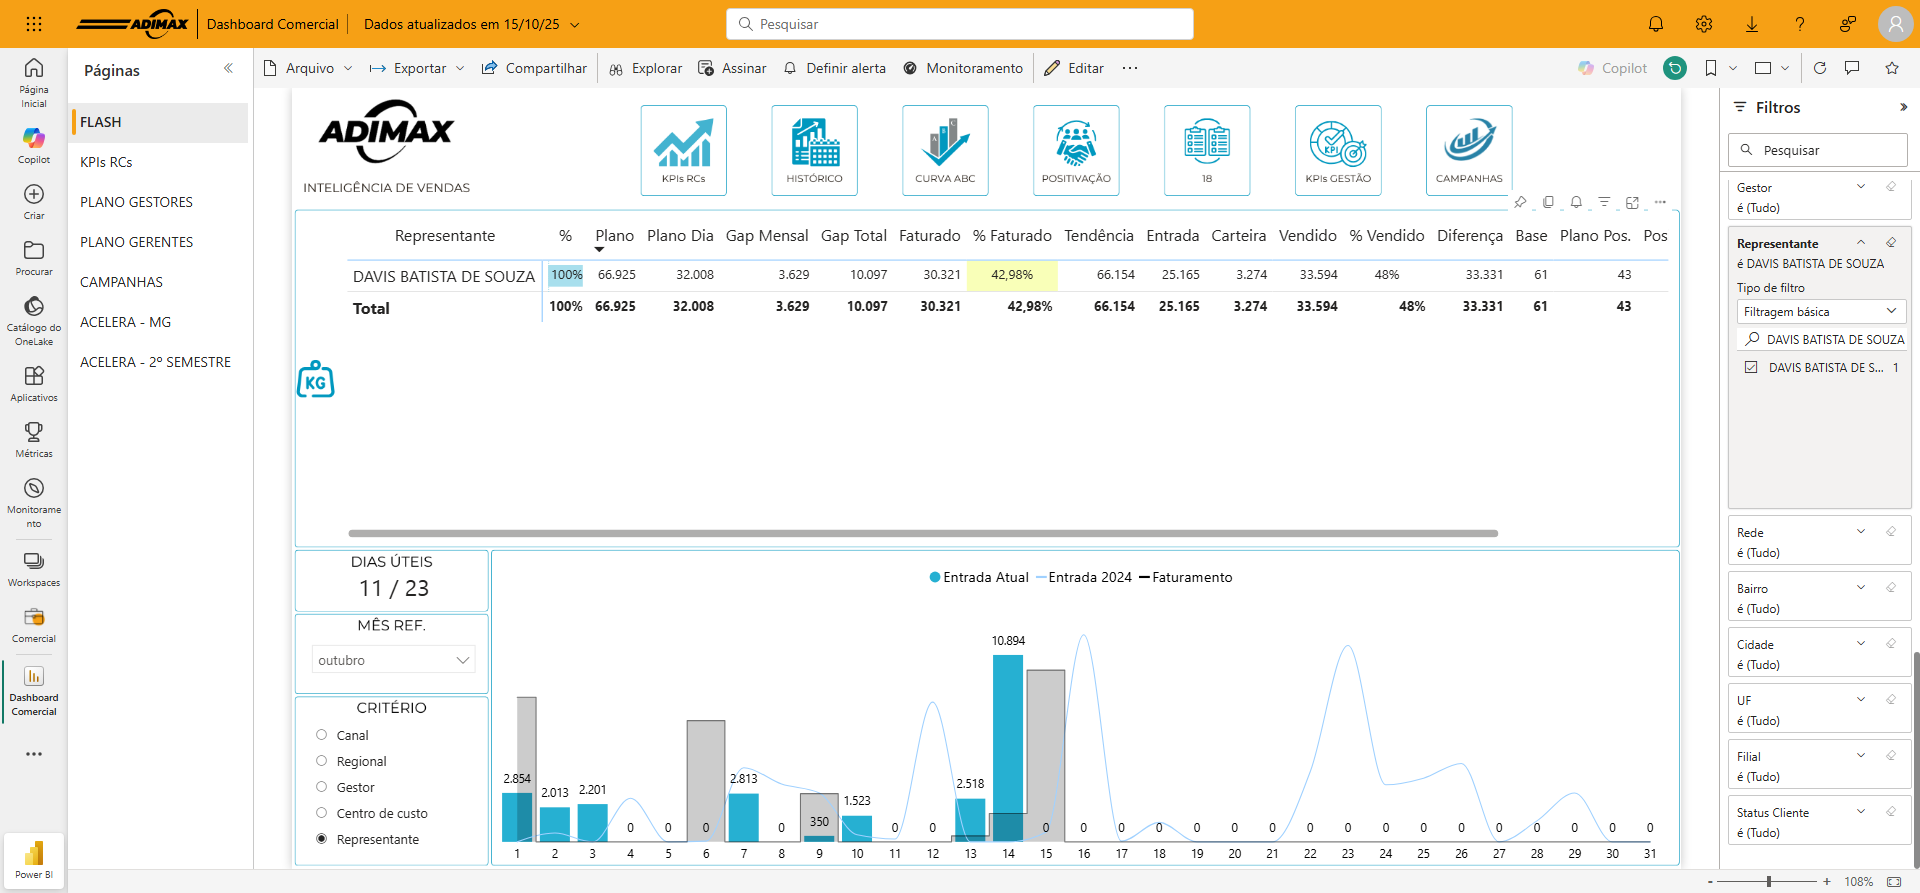 ADIMAX
Dashboard Comercial
Dados atualizados em 15/10/25
Pesquisar
Página
Inicial
Copilot
Criar
Procurar
Catálogo do
OneLake
Aplicativos
Métricas
Monitorame
nto
Workspaces
Comercial
Dashboard
Comercial
Power BI
Páginas
FLASH
KPIs RCs
PLANO GESTORES
PLANO GERENTES
CAMPANHAS
ACELERA - MG
ACELERA - 2º SEMESTRE
Arquivo
Exportar
Compartilhar
Explorar
Assinar
Definir alerta
Monitoramento
Editar
Copilot
ADIMAX
INTELIGÊNCIA DE VENDAS
KPIs RCs
HISTÓRICO
A B C
CURVA ABC
POSITIVAÇÃO
18
KPI
KPIs GESTÃO
CAMPANHAS
Representante % Plano Plano Dia Gap Mensal Gap Total Faturado % Faturado Tendência Entrada Carteira Vendido % Vendido Diferença Base Plano Pos. Pos
DAVIS BATISTA DE SOUZA 100% 66.925 32.008 3.629 10.097 30.321 42,98% 66.154 25.165 3.274 33.594 48% 33.331 61 43
Total 100% 66.925 32.008 3.629 10.097 30.321 42,98% 66.154 25.165 3.274 33.594 48% 33.331 61 43
KG
DIAS ÚTEIS
11 / 23
MÊS REF.
outubro
CRITÉRIO
Canal
Regional
Gestor
Centro de custo
Representante
Entrada Atual Entrada 2024 Faturamento
2.854 2.013 2.201 0 0 0 2.813 0 350 1.523 0 0 2.518 10.894 0 0 0 0 0 0 0 0 0 0 0 0 0 0 0 0 0
1 2 3 4 5 6 7 8 9 10 11 12 13 14 15 16 17 18 19 20 21 22 23 24 25 26 27 28 29 30 31
Filtros
Pesquisar
Gestor
é (Tudo)
Representante
é DAVIS BATISTA DE SOUZA
Tipo de filtro
Filtragem básica
DAVIS BATISTA DE SOUZA
DAVIS BATISTA DE S... 1
Rede
é (Tudo)
Bairro
é (Tudo)
Cidade
é (Tudo)
UF
é (Tudo)
Filial
é (Tudo)
Status Cliente
é (Tudo)
- + 108%